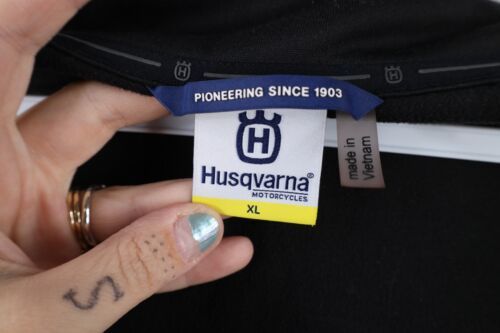 PIONEERING SINCE 1903
H
Husqvarna®
MOTORCYCLES
XL
made in
Vietnam
S